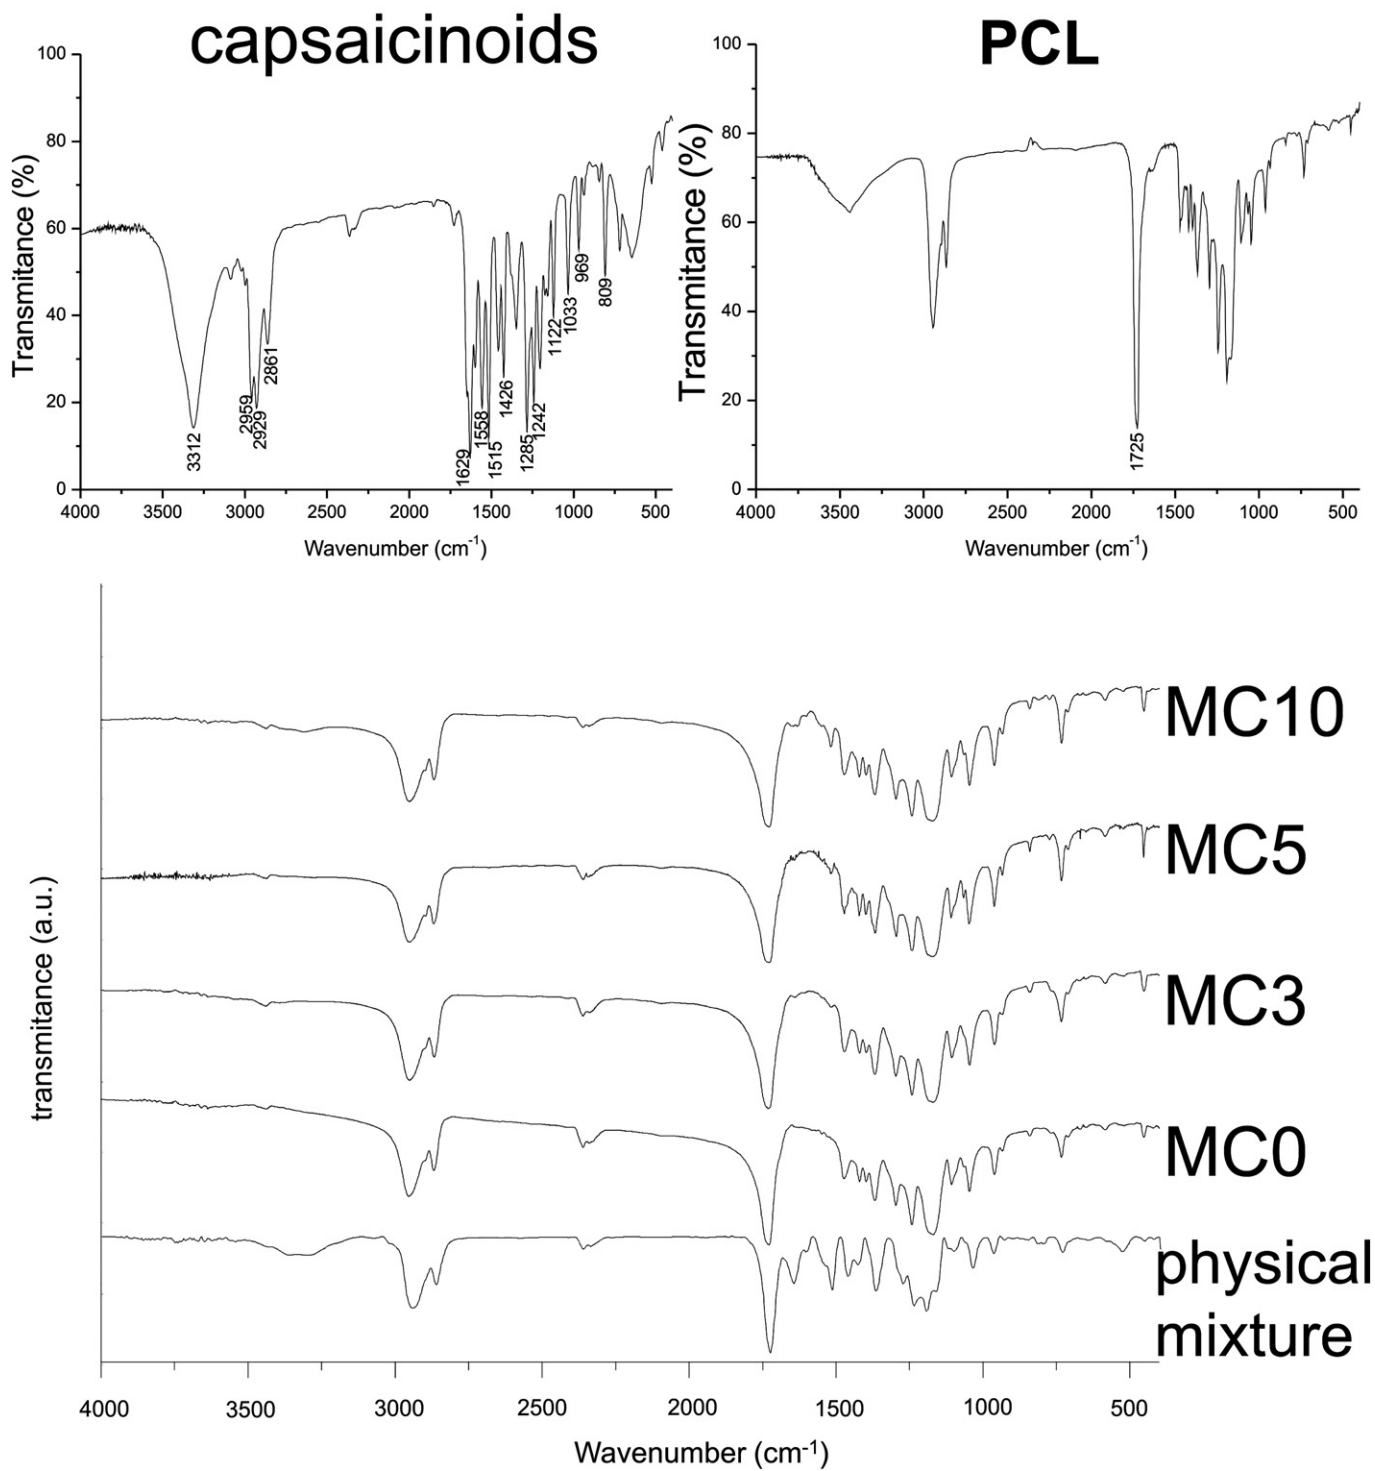 capsaicinoids
100
80
60
40
20
0
Transmitance (%)
3312
2959
2929
2861
1629
1558
1515
1426
1285
1242
1122
1033
969
809
4000 3500 3000 2500 2000 1500 1000 500
Wavenumber (cm-1)
PCL
100
80
60
40
20
0
Transmitance (%)
1725
4000 3500 3000 2500 2000 1500 1000 500
Wavenumber (cm-1)
transmitance (a.u.)
MC10
MC5
MC3
MC0
physical
mixture
4000 3500 3000 2500 2000 1500 1000 500
Wavenumber (cm-1)